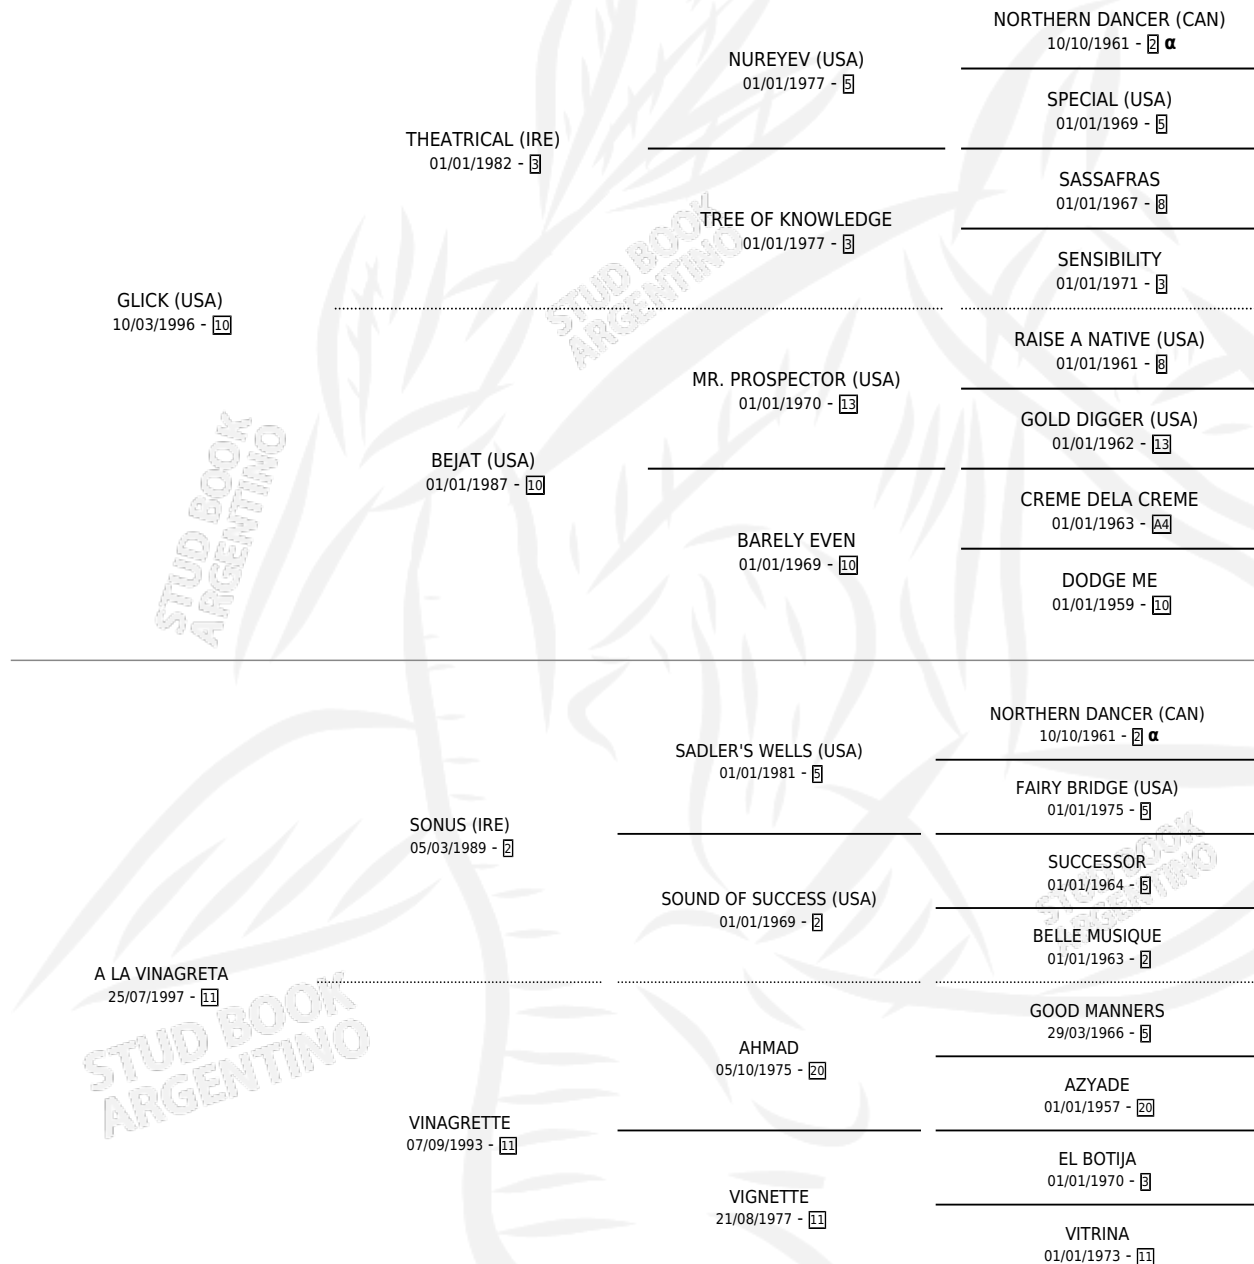 NORTHERN DANCER (CAN)
10/10/1961 - 2 α
NUREYEV (USA)
01/01/1977 - 5
SPECIAL (USA)
01/01/1969 - 5
THEATRICAL (IRE)
01/01/1982 - 3
SASSAFRAS
01/01/1967 - 8
TREE OF KNOWLEDGE
01/01/1977 - 3
SENSIBILITY
01/01/1971 - 3
GLICK (USA)
10/03/1996 - 10
RAISE A NATIVE (USA)
01/01/1961 - 8
MR. PROSPECTOR (USA)
01/01/1970 - 13
GOLD DIGGER (USA)
01/01/1962 - 13
BEJAT (USA)
01/01/1987 - 10
CREME DELA CREME
01/01/1963 - A4
BARELY EVEN
01/01/1969 - 10
DODGE ME
01/01/1959 - 10
NORTHERN DANCER (CAN)
10/10/1961 - 2 α
SADLER'S WELLS (USA)
01/01/1981 - 5
FAIRY BRIDGE (USA)
01/01/1975 - 5
SONUS (IRE)
05/03/1989 - 2
SUCCESSOR
01/01/1964 - 5
SOUND OF SUCCESS (USA)
01/01/1969 - 2
BELLE MUSIQUE
01/01/1963 - 2
A LA VINAGRETA
25/07/1997 - 11
GOOD MANNERS
29/03/1966 - 5
AHMAD
05/10/1975 - 20
AZYADE
01/01/1957 - 20
VINAGRETTE
07/09/1993 - 11
EL BOTIJA
01/01/1970 - 3
VIGNETTE
21/08/1977 - 11
VITRINA
01/01/1973 - 11
STUD BOOK
ARGENTINO
STUD BOOK
ARGENTINO
STUD BOOK
ARGENTINO
STUD BOOK
ARGENTINO